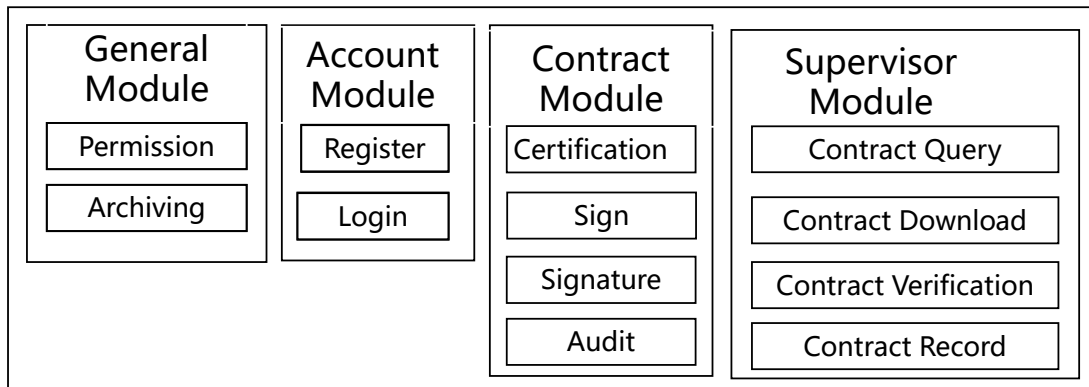 General
Module
Permission
Archiving
Account
Module
Register
Login
Contract
Module
Certification
Sign
Signature
Audit
Supervisor
Module
Contract Query
Contract Download
Contract Verification
Contract Record